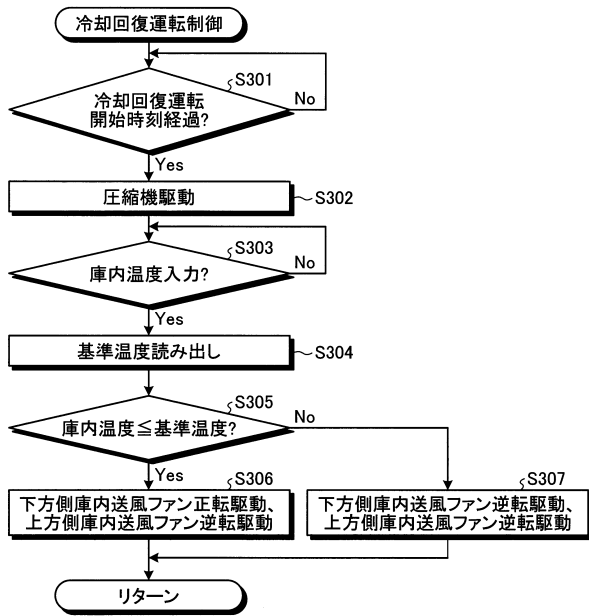 冷却回復運転制御
S301
冷却回復運転
開始時刻経過?
No
Yes
圧縮機駆動
S302
S303
庫内温度入力?
No
Yes
基準温度読み出し
S304
S305
庫内温度≦基準温度?
No
Yes
S306
下方側庫内送風ファン正転駆動、
上方側庫内送風ファン逆転駆動
S307
下方側庫内送風ファン逆転駆動、
上方側庫内送風ファン逆転駆動
リターン